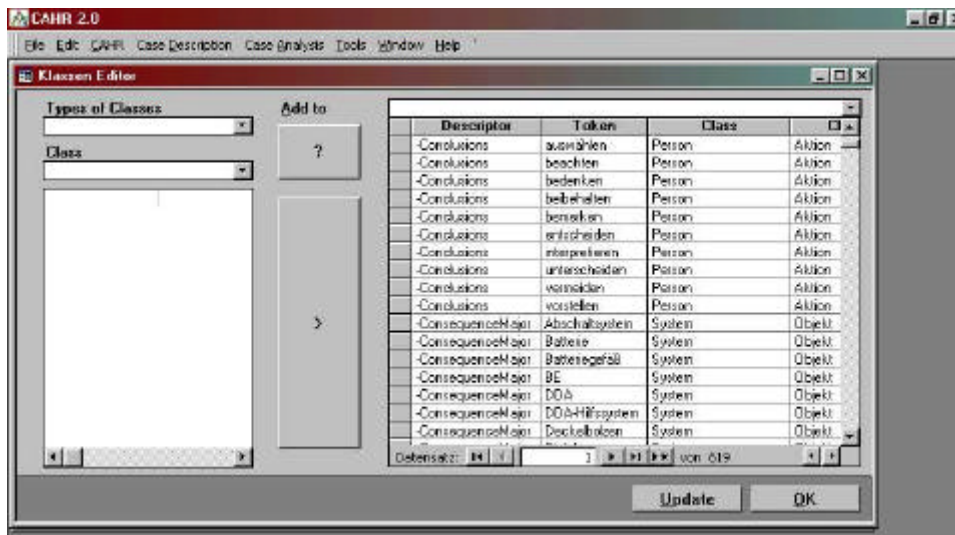 CAHR 2.0
File Edit CAHR Case Description Case Analysis Tools Window Help
Klassen Editor
Types of Classes
Add to
Class
?
>
Descriptor Token Class Cl
-Conclusions auswählen Person Aktion
-Conclusions beachten Person Aktion
-Conclusions bedenken Person Aktion
-Conclusions beibehalten Person Aktion
-Conclusions bemerken Person Aktion
-Conclusions entscheiden Person Aktion
-Conclusions interpretieren Person Aktion
-Conclusions unterscheiden Person Aktion
-Conclusions vermeiden Person Aktion
-Conclusions vorstellen Person Aktion
-ConsequenceMajor Abschaltsystem System Objekt
-ConsequenceMajor Batterie System Objekt
-ConsequenceMajor Batteriegefäß System Objekt
-ConsequenceMajor BE System Objekt
-ConsequenceMajor DDA System Objekt
-ConsequenceMajor DDA-Hilfssystem System Objekt
-ConsequenceMajor Deckelbolzen System Objekt
Datensatz: 1 von 619
Update OK